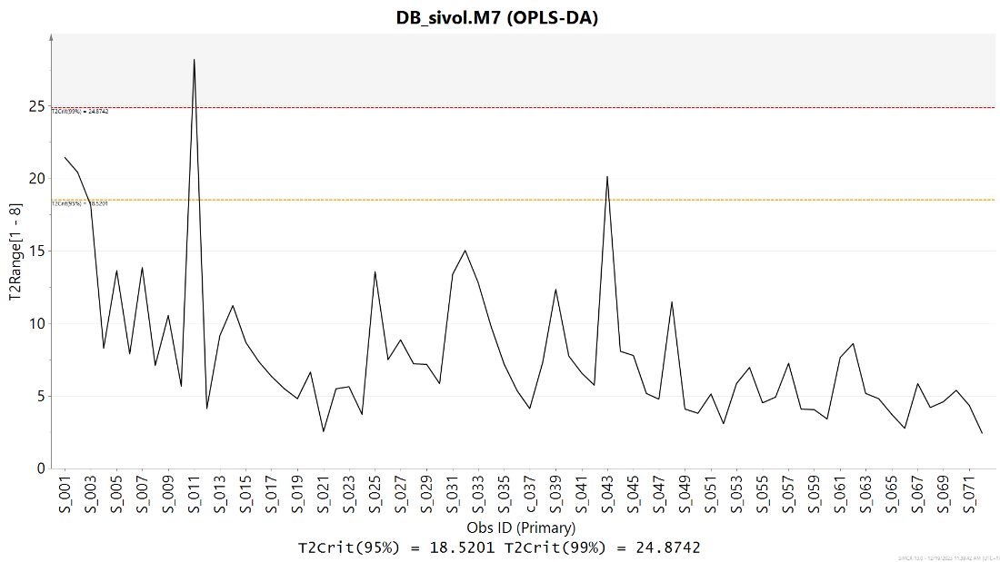 DB_sivol.M7 (OPLS-DA)
25
T2Crit(99%) = 24.8742
20
T2Crit(95%) = 18.5201
15
10
5
0
T2Range[1 - 8]
S_001 S_003 S_005 S_007 S_009 S_011 S_013 S_015 S_017 S_019 S_021 S_023 S_025 S_027 S_029 S_031 S_033 S_035 c_037 S_039 S_041 S_043 S_045 S_047 S_049 S_051 S_053 S_055 S_057 S_059 S_061 S_063 S_065 S_067 S_069 S_071
Obs ID (Primary)
T2Crit(95%) = 18.5201 T2Crit(99%) = 24.8742